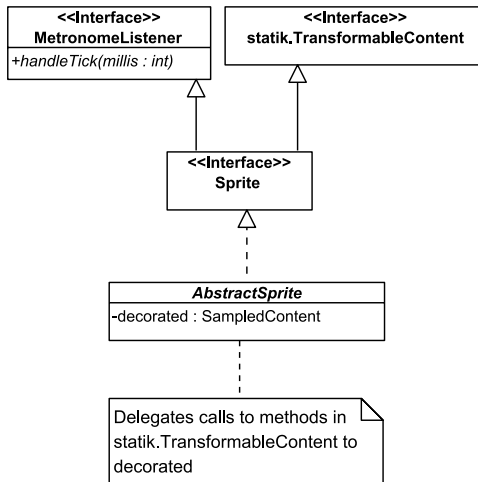 <<Interface>>
MetronomeListener
+handleTick(millis : int)
<<Interface>>
statik.TransformableContent
<<Interface>>
Sprite
AbstractSprite
-decorated : SampledContent
Delegates calls to methods in
statik.TransformableContent to
decorated